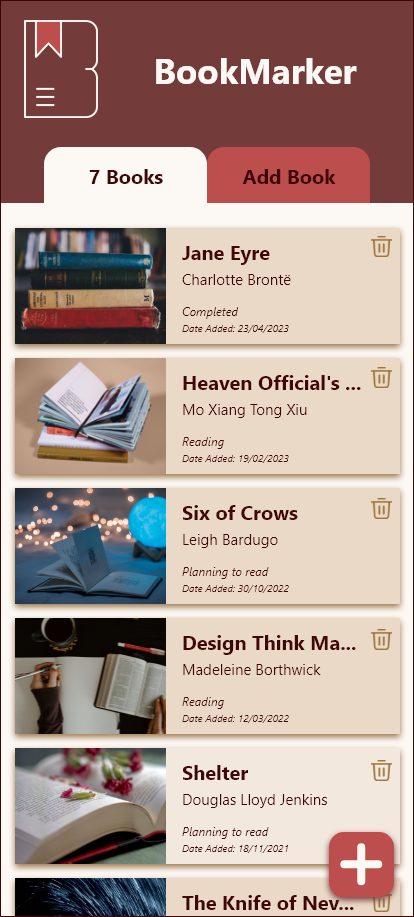 BookMarker
7 Books
Add Book
Jane Eyre
Charlotte Brontë
Completed
Date Added: 23/04/2023
Heaven Official's ...
Mo Xiang Tong Xiu
Reading
Date Added: 19/02/2023
Six of Crows
Leigh Bardugo
Planning to read
Date Added: 30/10/2022
Design Think Ma...
Madeleine Borthwick
Reading
Date Added: 12/03/2022
Shelter
Douglas Lloyd Jenkins
Planning to read
Date Added: 18/11/2021
The Knife of Nev...